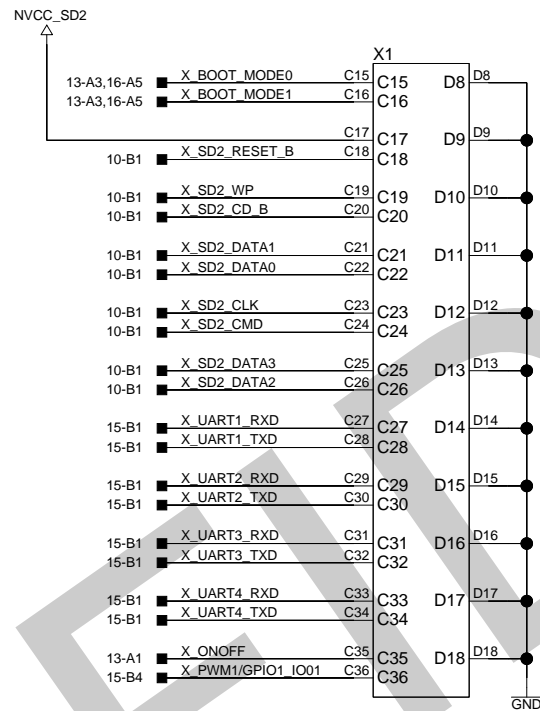 NVCC_SD2
X1
13-A3,16-A5 X_BOOT_MODE0 C15 C15 D8 D8
13-A3,16-A5 X_BOOT_MODE1 C16 C16
C17 C17 D9 D9
10-B1 X_SD2_RESET_B C18 C18
10-B1 X_SD2_WP C19 C19 D10 D10
10-B1 X_SD2_CD_B C20 C20
10-B1 X_SD2_DATA1 C21 C21 D11 D11
10-B1 X_SD2_DATA0 C22 C22
10-B1 X_SD2_CLK C23 C23 D12 D12
10-B1 X_SD2_CMD C24 C24
10-B1 X_SD2_DATA3 C25 C25 D13 D13
10-B1 X_SD2_DATA2 C26 C26
15-B1 X_UART1_RXD C27 C27 D14 D14
15-B1 X_UART1_TXD C28 C28
15-B1 X_UART2_RXD C29 C29 D15 D15
15-B1 X_UART2_TXD C30 C30
15-B1 X_UART3_RXD C31 C31 D16 D16
15-B1 X_UART3_TXD C32 C32
15-B1 X_UART4_RXD C33 C33 D17 D17
15-B1 X_UART4_TXD C34 C34
13-A1 X_ONOFF C35 C35 D18 D18
15-B4 X_PWM1/GPIO1_IO01 C36 C36
GND